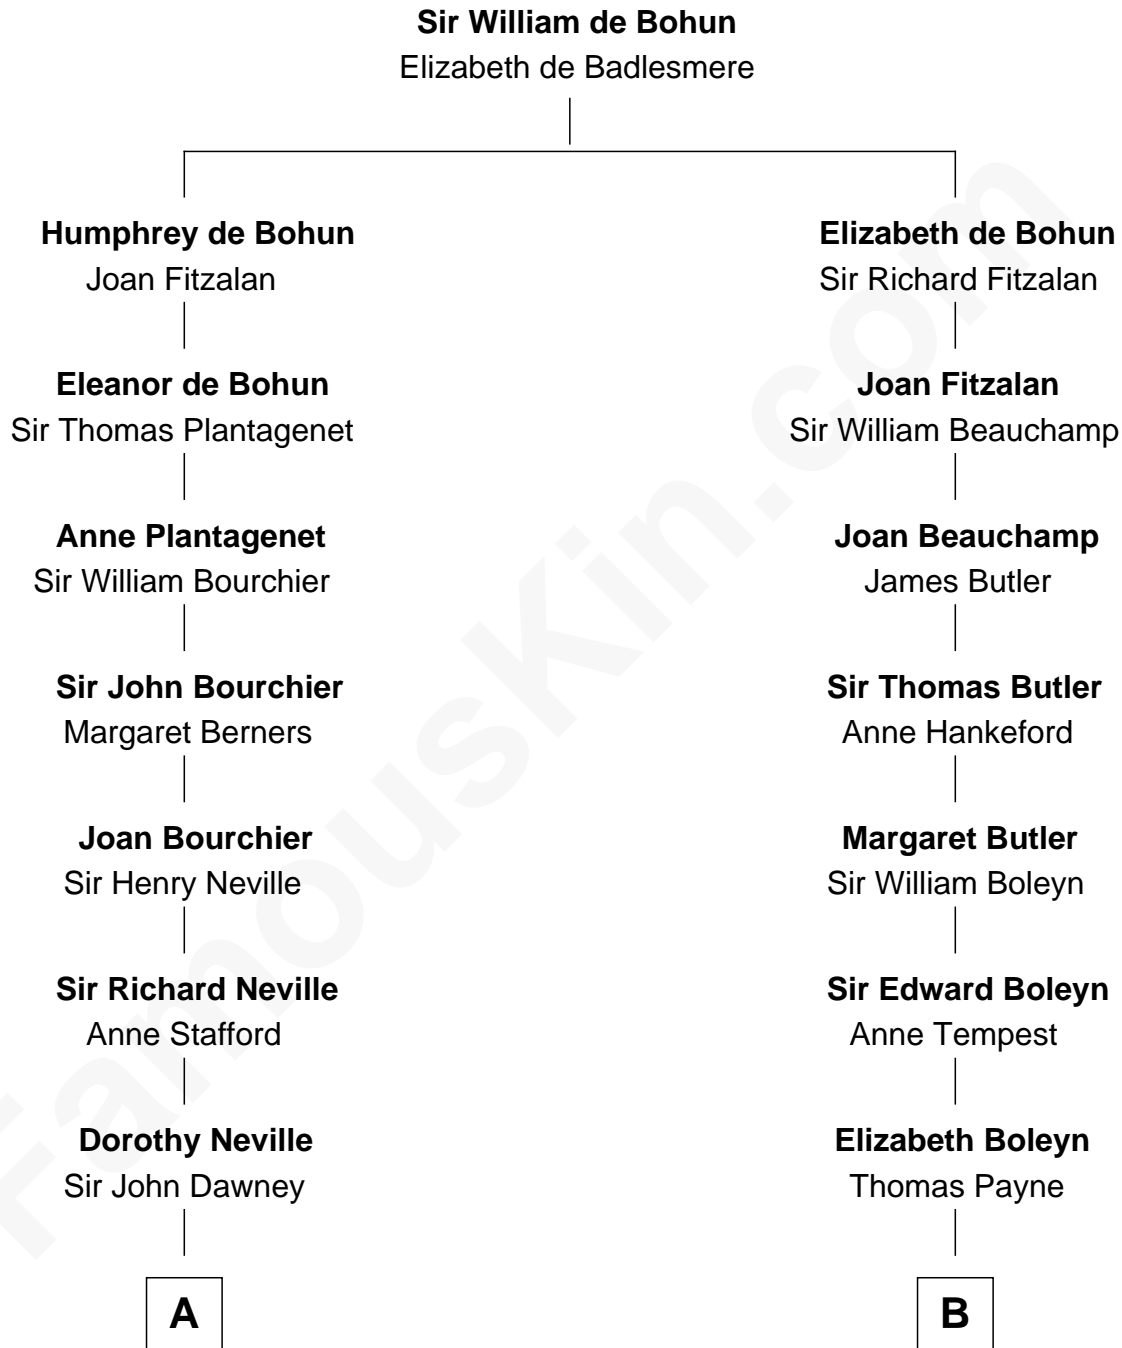 Sir William de Bohun
Elizabeth de Badlesmere
Humphrey de Bohun
Joan Fitzalan
Elizabeth de Bohun
Sir Richard Fitzalan
Eleanor de Bohun
Sir Thomas Plantagenet
Joan Fitzalan
Sir William Beauchamp
Anne Plantagenet
Sir William Bourchier
Joan Beauchamp
James Butler
Sir John Bourchier
Margaret Berners
Sir Thomas Butler
Anne Hankeford
Joan Bourchier
Sir Henry Neville
Margaret Butler
Sir William Boleyn
Sir Richard Neville
Anne Stafford
Sir Edward Boleyn
Anne Tempest
Dorothy Neville
Sir John Dawney
Elizabeth Boleyn
Thomas Payne
A
B
FamousKin.com